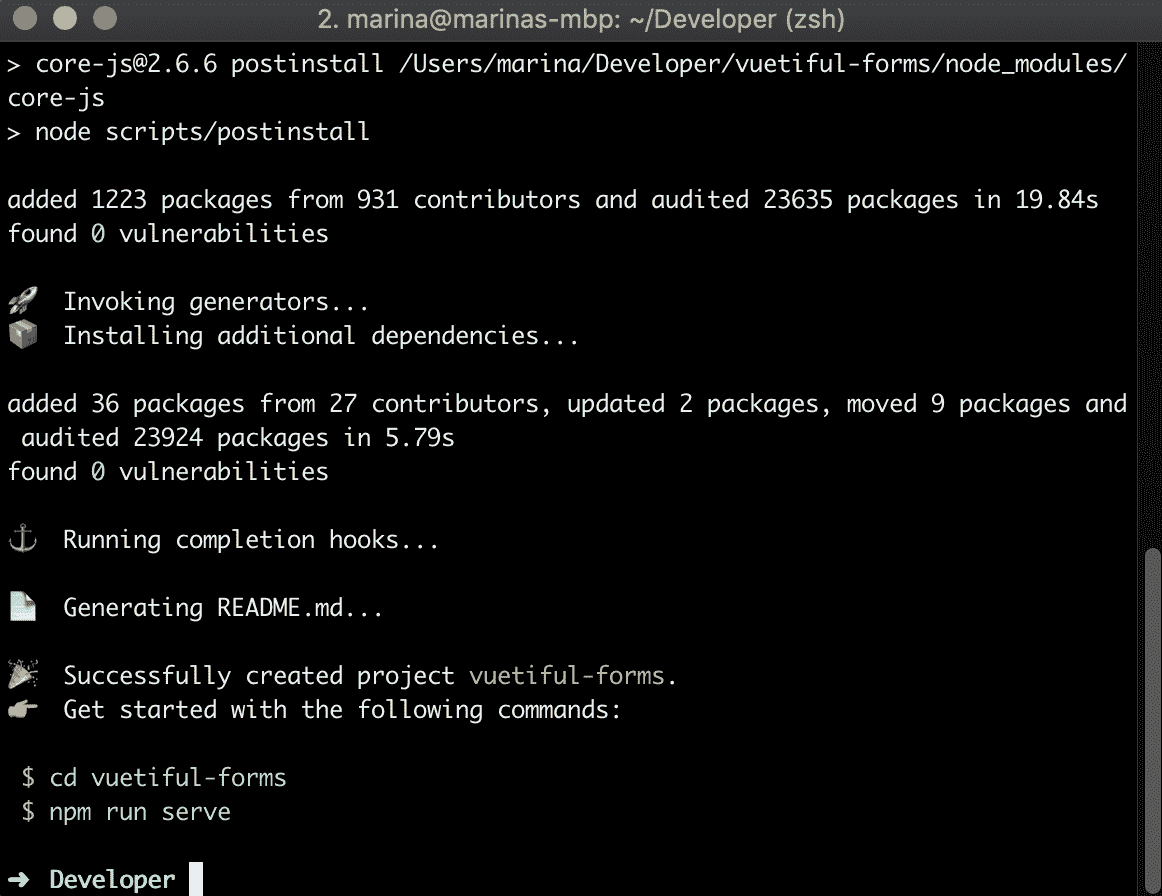 2. marina@marinas-mbp: ~/Developer (zsh)
> core-js@2.6.6 postinstall /Users/marina/Developer/vuetiful-forms/node_modules/
core-js
> node scripts/postinstall
added 1223 packages from 931 contributors and audited 23635 packages in 19.84s
found 0 vulnerabilities
🚀 Invoking generators...
📦 Installing additional dependencies...
added 36 packages from 27 contributors, updated 2 packages, moved 9 packages and
audited 23924 packages in 5.79s
found 0 vulnerabilities
⚓ Running completion hooks...
📄 Generating README.md...
🎉 Successfully created project vuetiful-forms.
👉 Get started with the following commands:
$ cd vuetiful-forms
$ npm run serve
➜ Developer